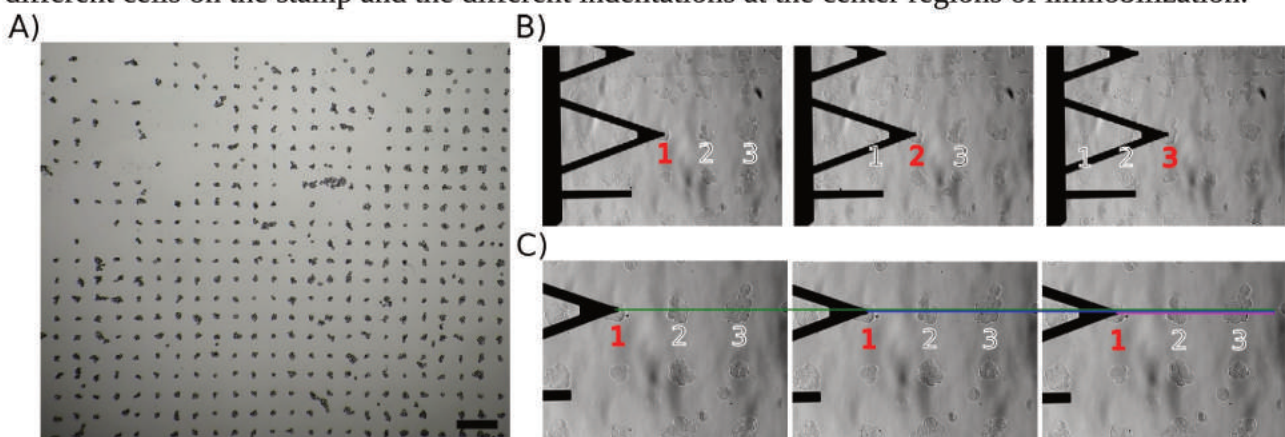 different cells on the stamp and the different indentations at the center regions of immobilization.
A)
B)
1 2 3
1 2 3
1 2 3
C)
1 2 3
1 2 3
1 2 3